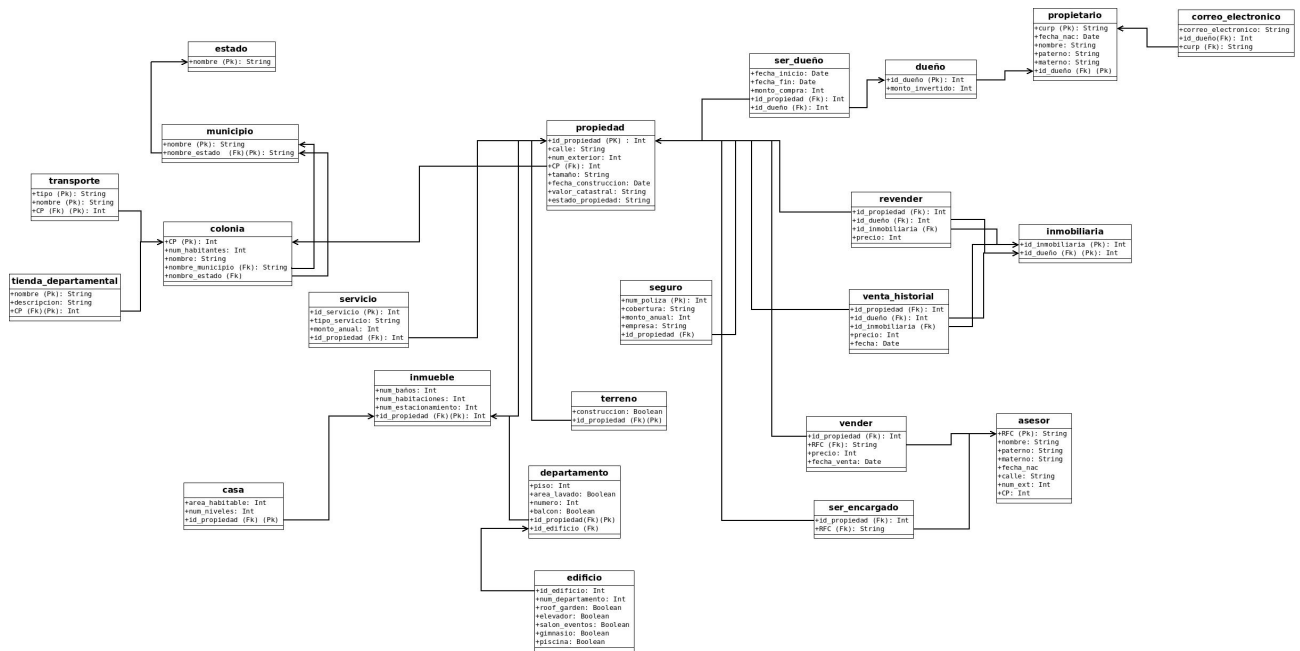 propietario
+curp (Pk): String
+fecha_nac: Date
+nombre: String
+paterno: String
+materno: String
+id_dueño (Fk) (Pk)
correo_electronico
+correo_electronico: String
+id_dueño(Fk): Int
+curp (Fk): String
estado
+nombre (Pk): String
ser_dueño
+fecha_inicio: Date
+fecha_fin: Date
+monto_compra: Int
+id_propiedad (Fk): Int
+id_dueño (Fk): Int
dueño
+id_dueño (Pk): Int
+monto_invertido: Int
municipio
+nombre (Pk): String
+nombre_estado (Fk)(Pk): String
propiedad
+id_propiedad (PK) : Int
+calle: String
+num_exterior: Int
+CP (Fk): Int
+tamaño: String
+fecha_construccion: Date
+valor_catastral: String
+estado_propiedad: String
transporte
+tipo (Pk): String
+nombre (Pk): String
+CP (Fk) (Pk): Int
colonia
+CP (Pk): Int
+num_habitantes: Int
+nombre: String
+nombre_municipio (Fk): String
+nombre_estado (Fk)
revender
+id_propiedad (Fk): Int
+id_dueño (Fk): Int
+id_inmobiliaria (Fk)
+precio: Int
inmobiliaria
+id_inmobiliaria (Pk): Int
+id_dueño (Fk) (Pk): Int
tienda_departamental
+nombre (Pk): String
+descripcion: String
+CP (Fk)(Pk): Int
servicio
+id_servicio (Pk): Int
+tipo_servicio: String
+monto_anual: Int
+id_propiedad (Fk): Int
seguro
+num_poliza (Pk): Int
+cobertura: String
+monto_anual: Int
+empresa: String
+id_propiedad (Fk)
venta_historial
+id_propiedad (Fk): Int
+id_dueño (Fk): Int
+id_inmobiliaria (Fk)
+precio: Int
+fecha: Date
inmueble
+num_baños: Int
+num_habitaciones: Int
+num_estacionamiento: Int
+id_propiedad (Fk)(Pk): Int
terreno
+construccion: Boolean
+id_propiedad (Fk)(Pk)
vender
+id_propiedad (Fk): Int
+RFC (Fk): String
+precio: Int
+fecha_venta: Date
asesor
+RFC (Pk): String
+nombre: String
+paterno: String
+materno: String
+fecha_nac
+calle: String
+num_ext: Int
+CP: Int
casa
+area_habitable: Int
+num_niveles: Int
+id_propiedad (Fk) (Pk)
departamento
+piso: Int
+area_lavado: Boolean
+numero: Int
+balcon: Boolean
+id_propiedad(Fk)(Pk)
+id_edificio (Fk)
ser_encargado
+id_propiedad (Fk): Int
+RFC (Fk): String
edificio
+id_edificio: Int
+num_departamento: Int
+roof_garden: Boolean
+elevador: Boolean
+salon_eventos: Boolean
+gimnasio: Boolean
+piscina: Boolean